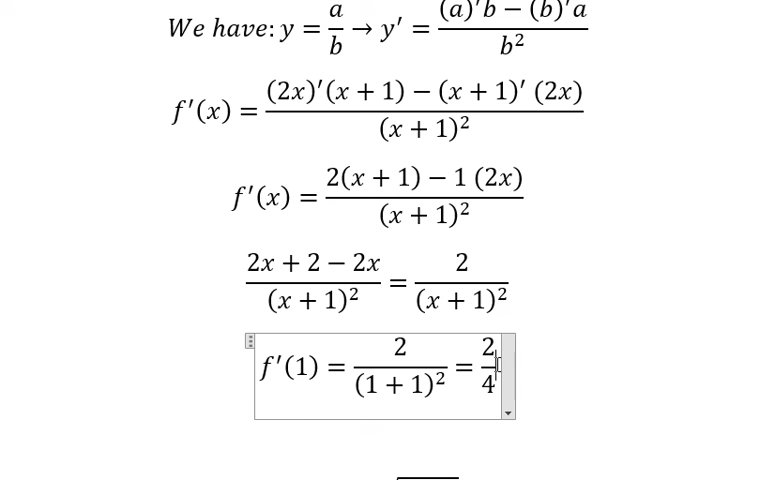 We have: y = a/b → y′ = ((a)′b − (b)′a)/b²
f′(x) = ((2x)′(x + 1) − (x + 1)′ (2x))/(x + 1)²
f′(x) = (2(x + 1) − 1 (2x))/(x + 1)²
(2x + 2 − 2x)/(x + 1)² = 2/(x + 1)²
f′(1) = 2/(1 + 1)² = 2/4